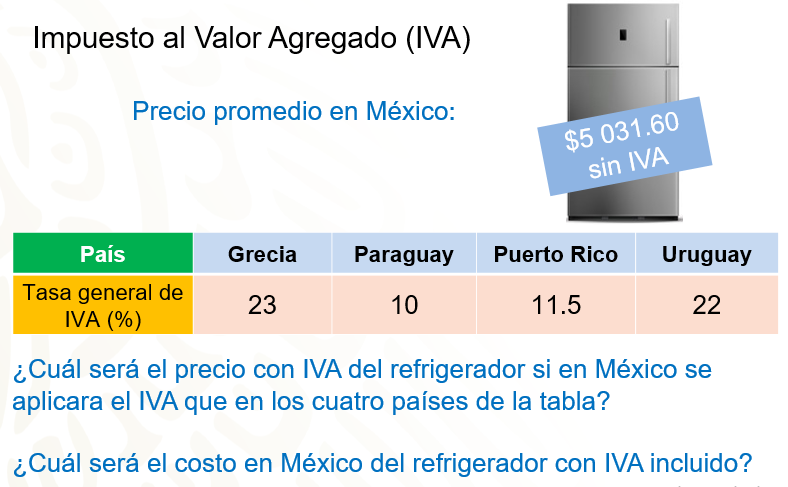 Impuesto al Valor Agregado (IVA)
Precio promedio en México:
$5 031.60
sin IVA
País Grecia Paraguay Puerto Rico Uruguay
Tasa general de
IVA (%) 23 10 11.5 22
¿Cuál será el precio con IVA del refrigerador si en México se
aplicara el IVA que en los cuatro países de la tabla?
¿Cuál será el costo en México del refrigerador con IVA incluido?